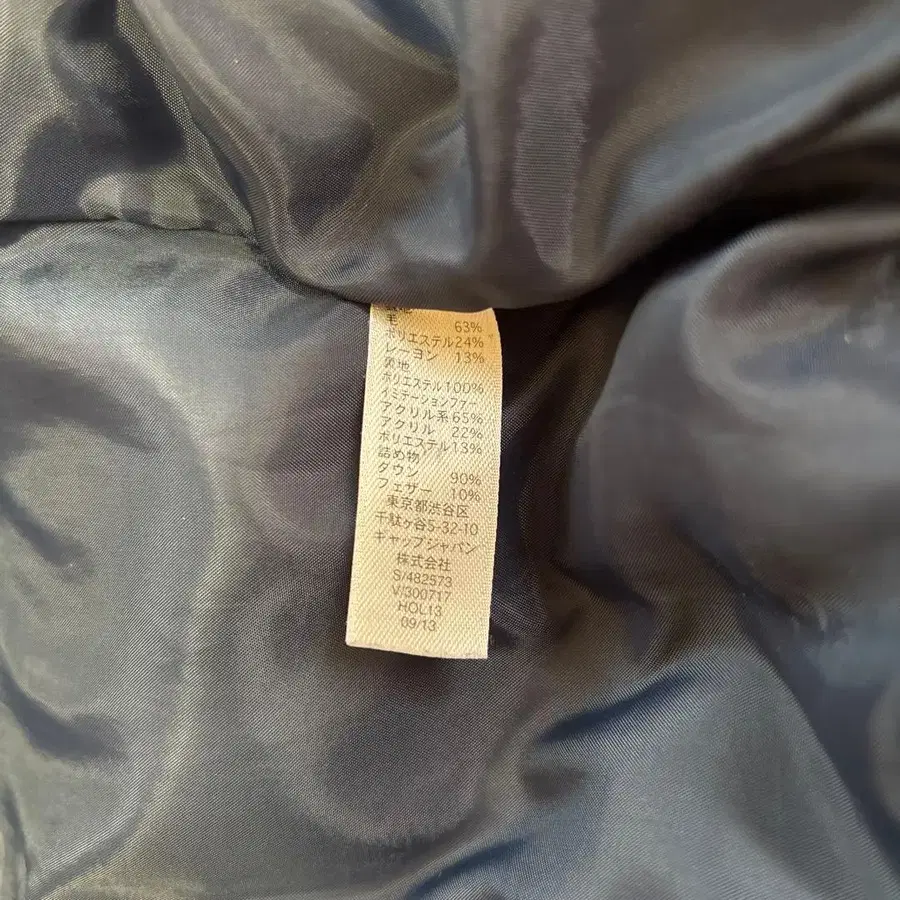 毛 63%
ポリエステル24%
レーヨン 13%
裏地
ポリエステル100%
イミテーションファー
アクリル系65%
アクリル 22%
ポリエステル13%
詰め物
ダウン 90%
フェザー 10%
東京都渋谷区
千駄ヶ谷5-32-10
ギャップジャパン
株式会社
S/482573
V/300717
HOL13
09/13